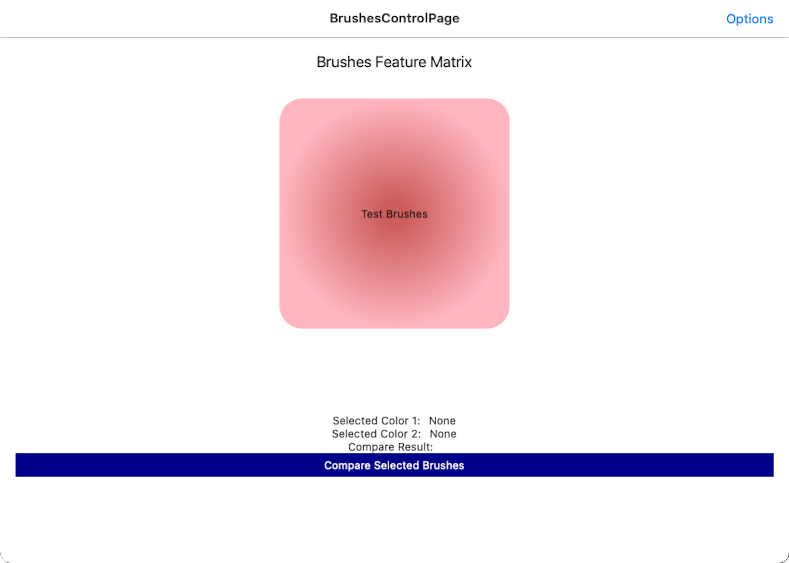 BrushesControlPage
Options
Brushes Feature Matrix
Test Brushes
Selected Color 1: None
Selected Color 2: None
Compare Result:
Compare Selected Brushes